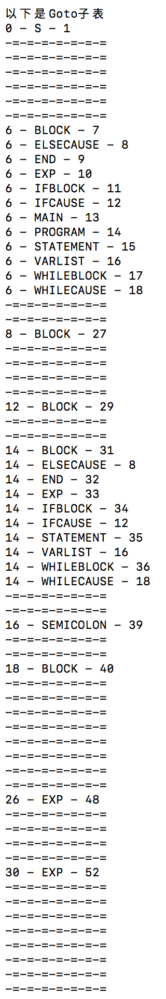 以下是Goto子表
0 - S - 1
-=-=-=-=-=-=-=
-=-=-=-=-=-=-=
-=-=-=-=-=-=-=
-=-=-=-=-=-=-=
-=-=-=-=-=-=-=
-=-=-=-=-=-=-=
6 - BLOCK - 7
6 - ELSECAUSE - 8
6 - END - 9
6 - EXP - 10
6 - IFBLOCK - 11
6 - IFCAUSE - 12
6 - MAIN - 13
6 - PROGRAM - 14
6 - STATEMENT - 15
6 - VARLIST - 16
6 - WHILEBLOCK - 17
6 - WHILECAUSE - 18
-=-=-=-=-=-=-=
-=-=-=-=-=-=-=
8 - BLOCK - 27
-=-=-=-=-=-=-=
-=-=-=-=-=-=-=
-=-=-=-=-=-=-=
-=-=-=-=-=-=-=
12 - BLOCK - 29
-=-=-=-=-=-=-=
-=-=-=-=-=-=-=
14 - BLOCK - 31
14 - ELSECAUSE - 8
14 - END - 32
14 - EXP - 33
14 - IFBLOCK - 34
14 - IFCAUSE - 12
14 - STATEMENT - 35
14 - VARLIST - 16
14 - WHILEBLOCK - 36
14 - WHILECAUSE - 18
-=-=-=-=-=-=-=
-=-=-=-=-=-=-=
16 - SEMICOLON - 39
-=-=-=-=-=-=-=
-=-=-=-=-=-=-=
18 - BLOCK - 40
-=-=-=-=-=-=-=
-=-=-=-=-=-=-=
-=-=-=-=-=-=-=
-=-=-=-=-=-=-=
-=-=-=-=-=-=-=
-=-=-=-=-=-=-=
-=-=-=-=-=-=-=
-=-=-=-=-=-=-=
26 - EXP - 48
-=-=-=-=-=-=-=
-=-=-=-=-=-=-=
-=-=-=-=-=-=-=
-=-=-=-=-=-=-=
30 - EXP - 52
-=-=-=-=-=-=-=
-=-=-=-=-=-=-=
-=-=-=-=-=-=-=
-=-=-=-=-=-=-=
-=-=-=-=-=-=-=
-=-=-=-=-=-=-=
-=-=-=-=-=-=-=
-=-=-=-=-=-=-=